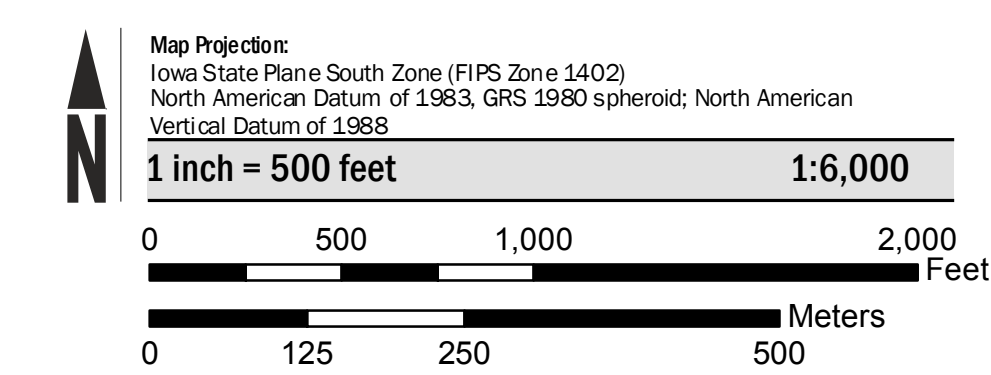 Map Projection:
Iowa State Plane South Zone (FIPS Zone 1402)
North American Datum of 1983, GRS 1980 spheroid; North American
Vertical Datum of 1988
N
1 inch = 500 feet 1:6,000
0 500 1,000 2,000
Feet
Meters
0 125 250 500